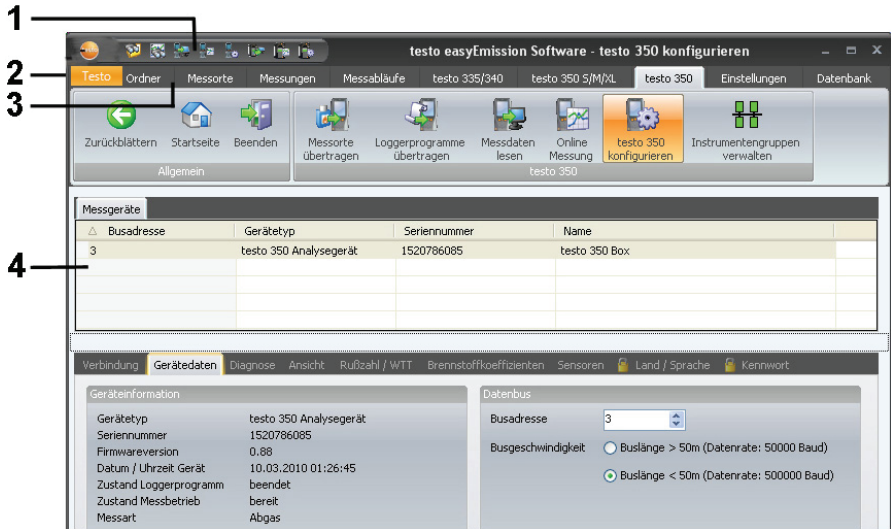 1
testo easyEmission Software - testo 350 konfigurieren
2
Testo Ordner Messorte Messungen Messabläufe testo 335/340 testo 350 S/M/XL testo 350 Einstellungen Datenbank
3
Zurückblättern Startseite Beenden Messorte übertragen Loggerprogramme übertragen Messdaten lesen Online Messung testo 350 konfigurieren Instrumentengruppen verwalten
Allgemein testo 350
Messgeräte
Busadresse Gerätetyp Seriennummer Name
3 testo 350 Analysegerät 1520786085 testo 350 Box
4
Verbindung Gerätedaten Diagnose Ansicht Rußzahl / WTT Brennstoffkoeffizienten Sensoren Land / Sprache Kennwort
Geräteinformation
Gerätetyp testo 350 Analysegerät
Seriennummer 1520786085
Firmwareversion 0.88
Datum / Uhrzeit Gerät 10.03.2010 01:26:45
Zustand Loggerprogramm beendet
Zustand Messbetrieb bereit
Messart Abgas
Datenbus
Busadresse 3
Busgeschwindigkeit Buslänge > 50m (Datenrate: 50000 Baud)
Buslänge < 50m (Datenrate: 500000 Baud)